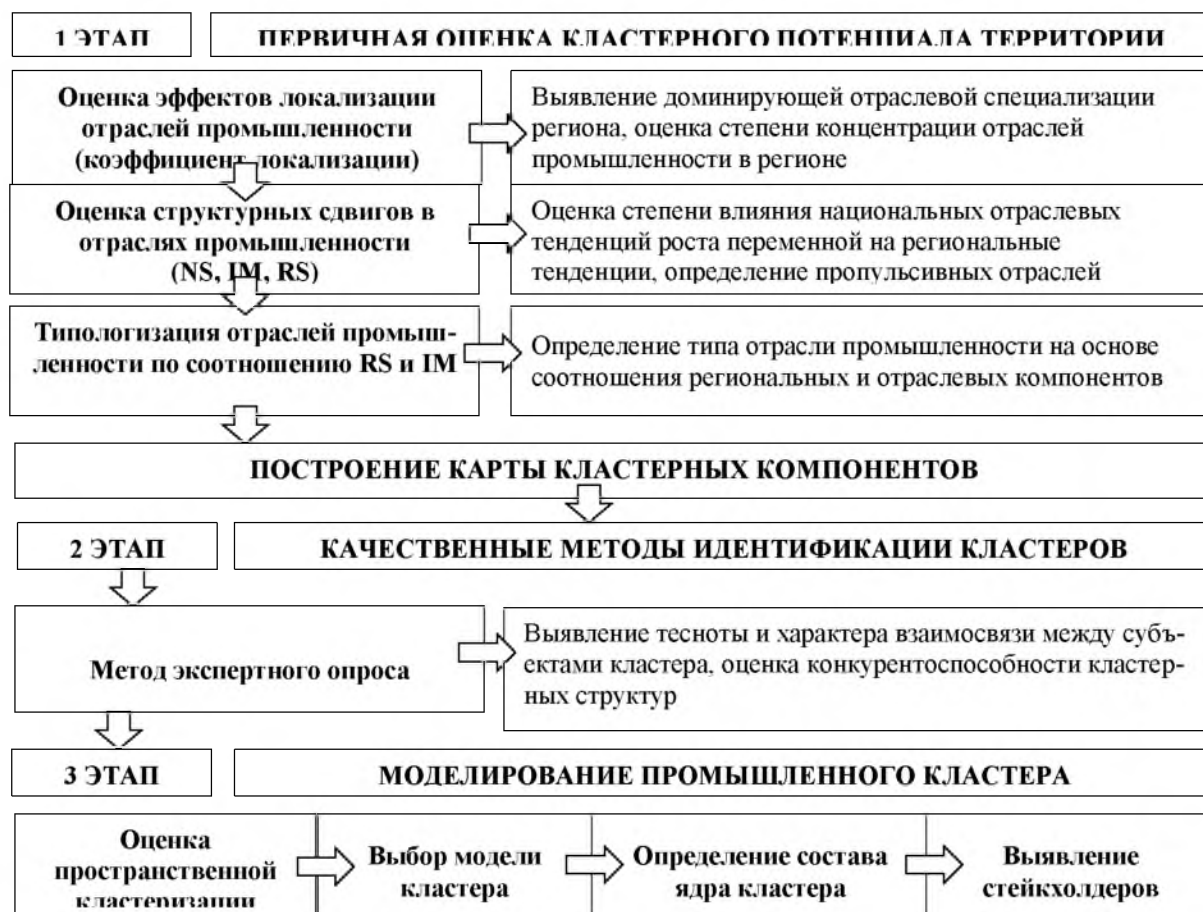 1 ЭТАП
ПЕРВИЧНАЯ ОЦЕНКА КЛАСТЕРНОГО ПОТЕНЦИАЛА ТЕРРИТОРИИ
Оценка эффектов локализации
отраслей промышленности
(коэффициент локализации)
Выявление доминирующей отраслевой специализации
региона, оценка степени концентрации отраслей
промышленности в регионе
Оценка структурных сдвигов в
отраслях промышленности
(NS, IM, RS)
Оценка степени влияния национальных отраслевых
тенденций роста переменной на региональные
тенденции, определение пропульсивных отраслей
Типологизация отраслей промыш-
ленности по соотношению RS и IM
Определение типа отрасли промышленности на основе
соотношения региональных и отраслевых компонентов
ПОСТРОЕНИЕ КАРТЫ КЛАСТЕРНЫХ КОМПОНЕНТОВ
2 ЭТАП
КАЧЕСТВЕННЫЕ МЕТОДЫ ИДЕНТИФИКАЦИИ КЛАСТЕРОВ
Метод экспертного опроса
Выявление тесноты и характера взаимосвязи между субъ-
ектами кластера, оценка конкурентоспособности кластер-
ных структур
3 ЭТАП
МОДЕЛИРОВАНИЕ ПРОМЫШЛЕННОГО КЛАСТЕРА
Оценка
пространственной
кластеризации
Выбор модели
кластера
Определение состава
ядра кластера
Выявление
стейкхолдеров